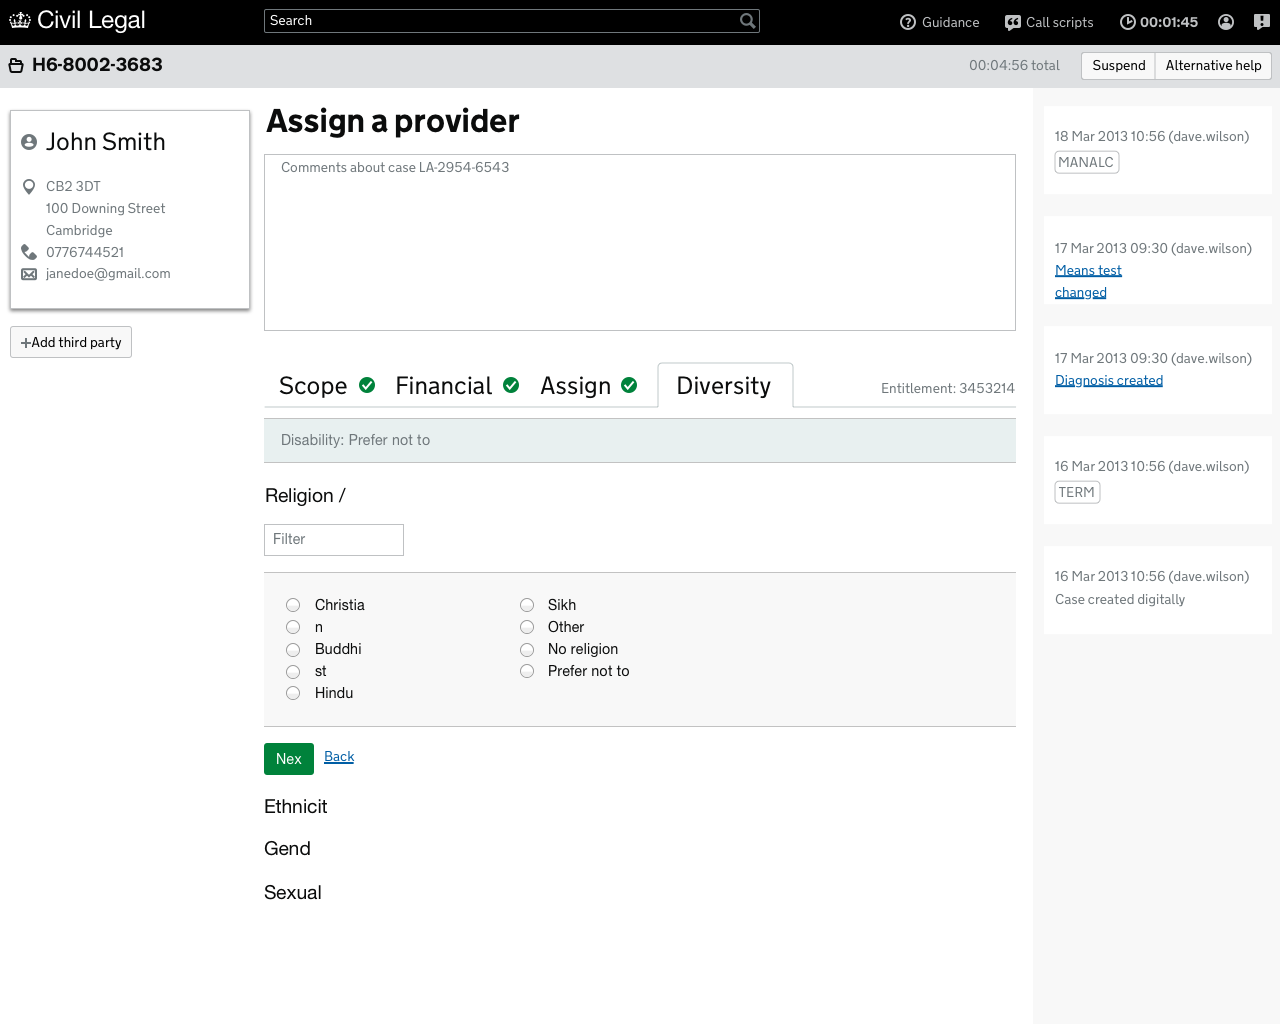 Civil Legal
Search
Guidance
Call scripts
00:01:45
H6-8002-3683
00:04:56 total
Suspend
Alternative help
John Smith
CB2 3DT
100 Downing Street
Cambridge
0776744521
janedoe@gmail.com
+Add third party
Assign a provider
Comments about case LA-2954-6543
Scope
Financial
Assign
Diversity
Entitlement: 3453214
Disability: Prefer not to
Religion /
Filter
Christia
n
Buddhi
st
Hindu
Sikh
Other
No religion
Prefer not to
Nex
Back
Ethnicit
Gend
Sexual
18 Mar 2013 10:56 (dave.wilson)
MANALC
17 Mar 2013 09:30 (dave.wilson)
Means test
changed
17 Mar 2013 09:30 (dave.wilson)
Diagnosis created
16 Mar 2013 10:56 (dave.wilson)
TERM
16 Mar 2013 10:56 (dave.wilson)
Case created digitally